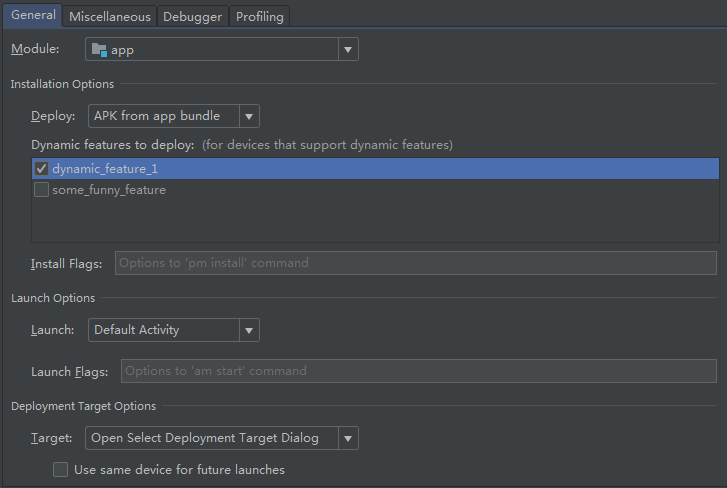 General Miscellaneous Debugger Profiling
Module: app
Installation Options
Deploy: APK from app bundle
Dynamic features to deploy: (for devices that support dynamic features)
dynamic_feature_1
some_funny_feature
Install Flags: Options to 'pm install' command
Launch Options
Launch: Default Activity
Launch Flags: Options to 'am start' command
Deployment Target Options
Target: Open Select Deployment Target Dialog
Use same device for future launches